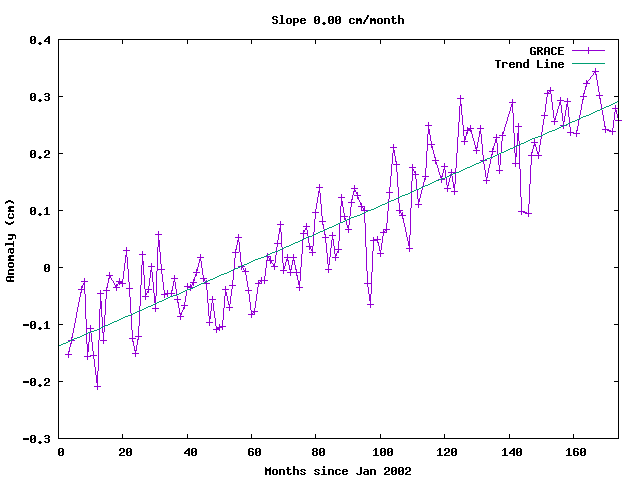 Slope 0.00 cm/month
GRACE
Trend Line
0.4
0.3
0.2
0.1
0
-0.1
-0.2
-0.3
Anomaly (cm)
0 20 40 60 80 100 120 140 160
Months since Jan 2002